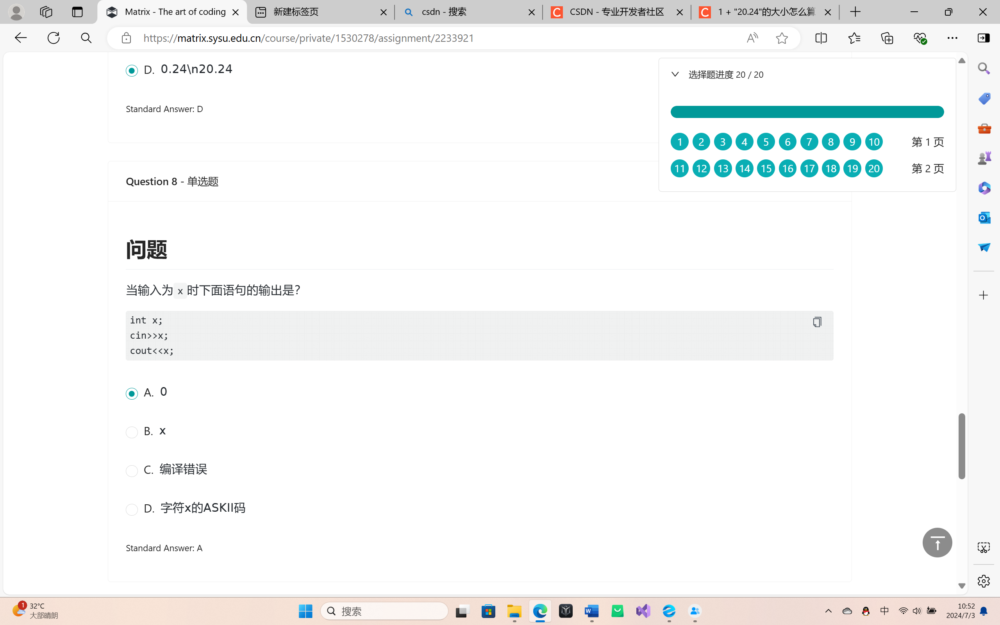 Matrix - The art of coding
新建标签页
csdn - 搜索
CSDN - 专业开发者社区
1 + "20.24"的大小怎么算
https://matrix.sysu.edu.cn/course/private/1530278/assignment/2233921
D. 0.24\n20.24
Standard Answer: D
选择题进度 20 / 20
1 2 3 4 5 6 7 8 9 10 第 1 页
11 12 13 14 15 16 17 18 19 20 第 2 页
Question 8 - 单选题
问题
当输入为 x 时下面语句的输出是?
int x;
cin>>x;
cout<<x;
A. 0
B. x
C. 编译错误
D. 字符x的ASKII码
Standard Answer: A
1
32°C
大部晴朗
搜索
中
10:52
2024/7/3